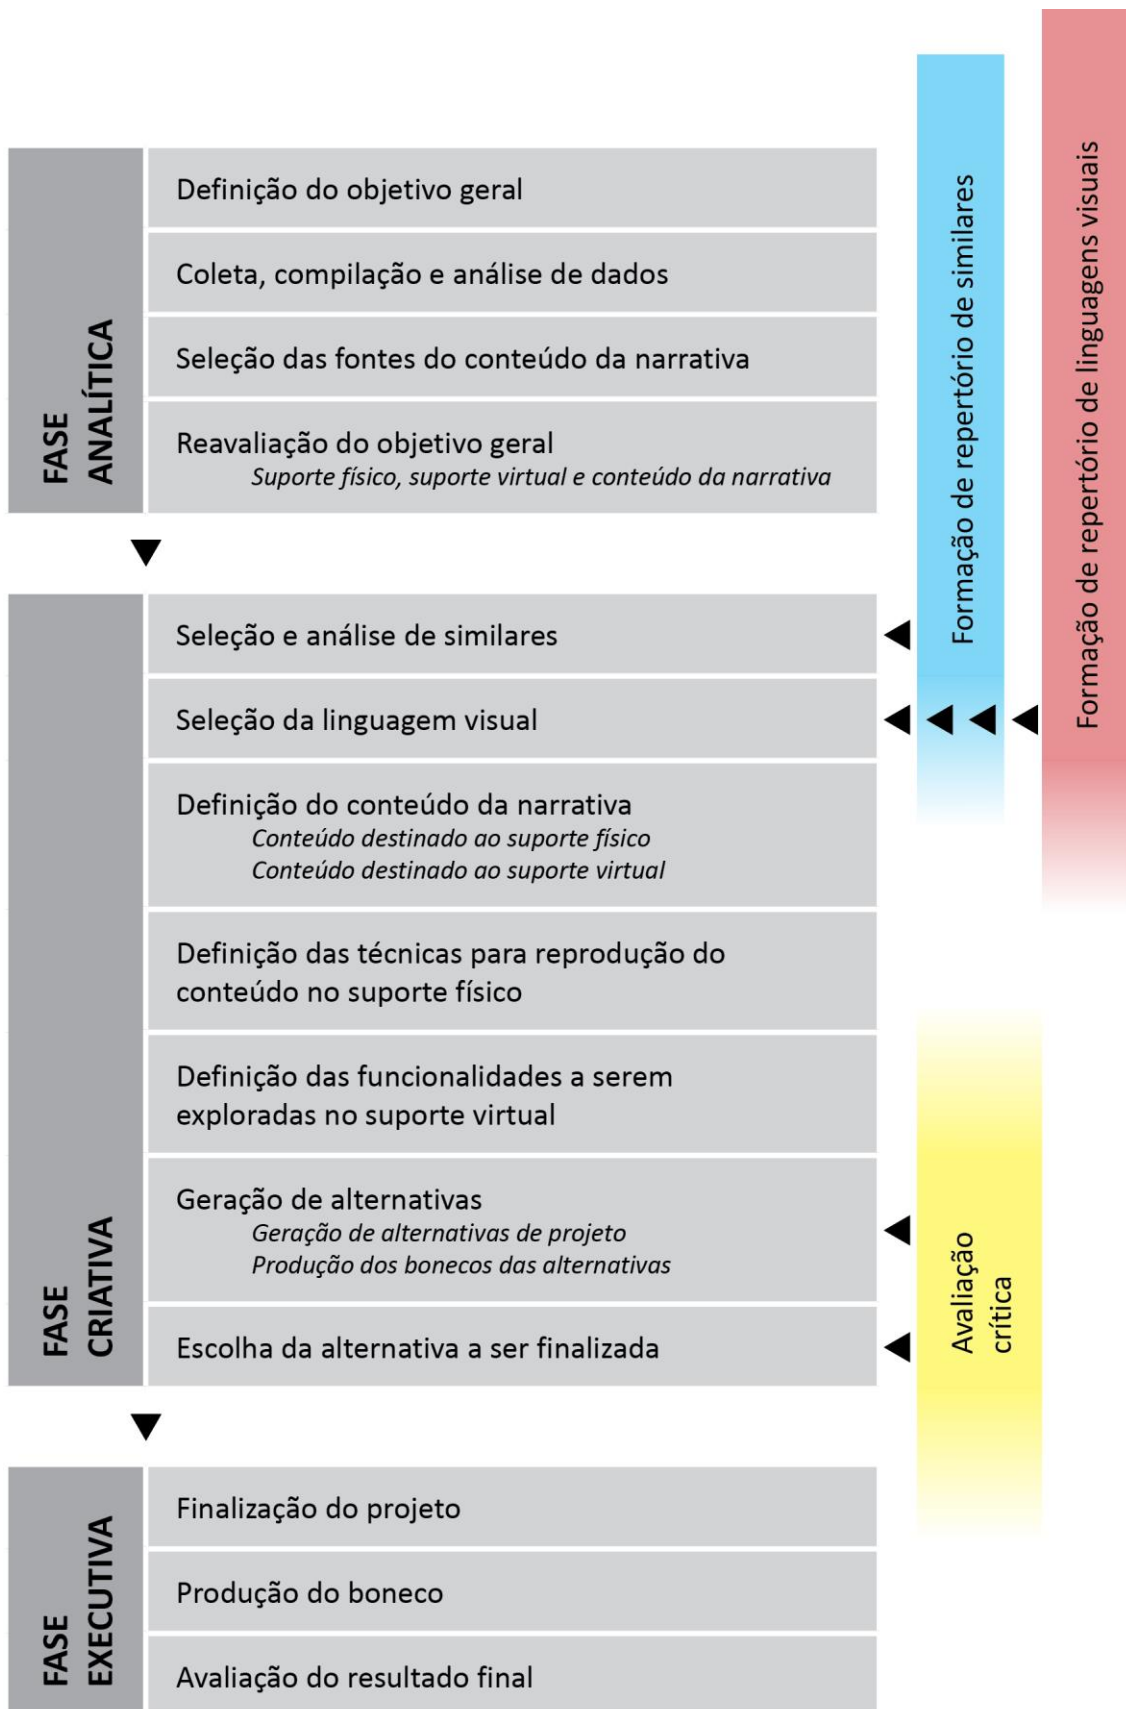 FASE
ANALÍTICA
Definição do objetivo geral
Coleta, compilação e análise de dados
Seleção das fontes do conteúdo da narrativa
Reavaliação do objetivo geral
Suporte físico, suporte virtual e conteúdo da narrativa
FASE
CRIATIVA
Seleção e análise de similares
Seleção da linguagem visual
Definição do conteúdo da narrativa
Conteúdo destinado ao suporte físico
Conteúdo destinado ao suporte virtual
Definição das técnicas para reprodução do
conteúdo no suporte físico
Definição das funcionalidades a serem
exploradas no suporte virtual
Geração de alternativas
Geração de alternativas de projeto
Produção dos bonecos das alternativas
Escolha da alternativa a ser finalizada
FASE
EXECUTIVA
Finalização do projeto
Produção do boneco
Avaliação do resultado final
Formação de repertório de similares
Formação de repertório de linguagens visuais
Avaliação
crítica